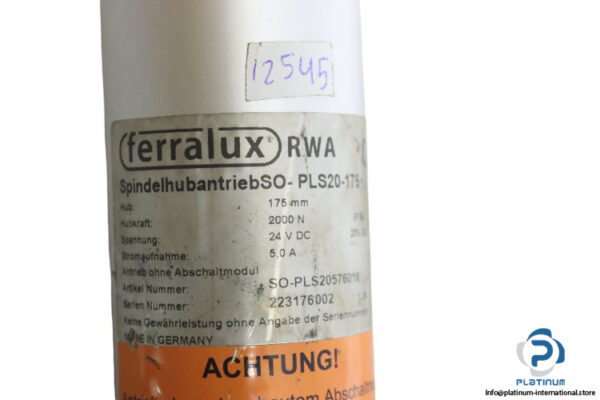 12545
ferralux® RWA
SpindelhubantriebSO- PLS20-175
Hub: 175 mm
Hubkraft: 2000 N
Spannung: 24 V DC
Stromaufnahme: 5.0 A
Antrieb ohne Abschaltmodul
Artikel Nummer: SO-PLS20576018
Serien Nummer: 223176002
Keine Gewährleistung ohne Angabe der Seriennummer
MADE IN GERMANY
ACHTUNG!
PLATINUM
Info@platinum-international.store